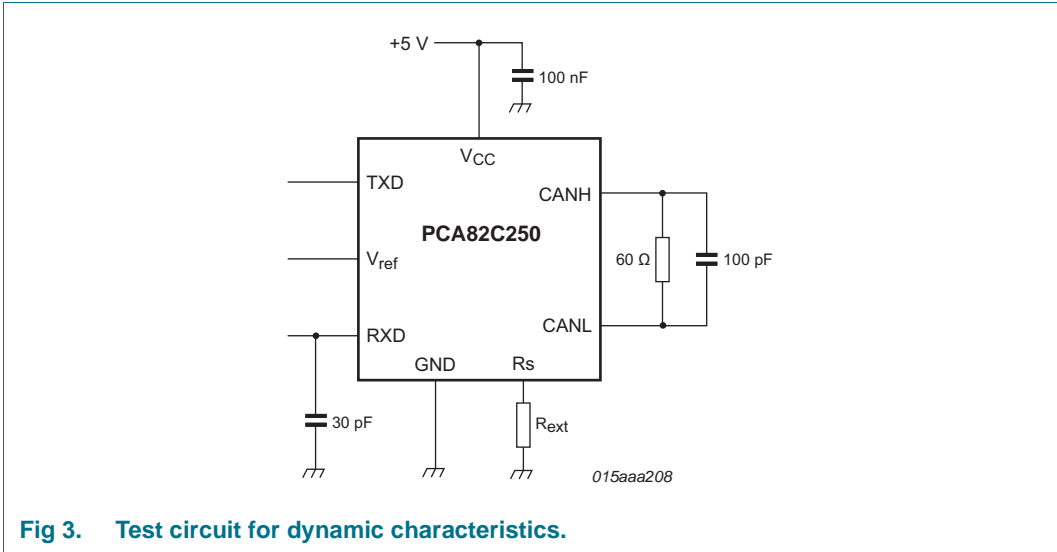 +5 V
100 nF
VCC
TXD
CANH
PCA82C250
Vref
60 Ω
100 pF
RXD
CANL
GND
Rs
30 pF
Rext
015aaa208
Fig 3. Test circuit for dynamic characteristics.